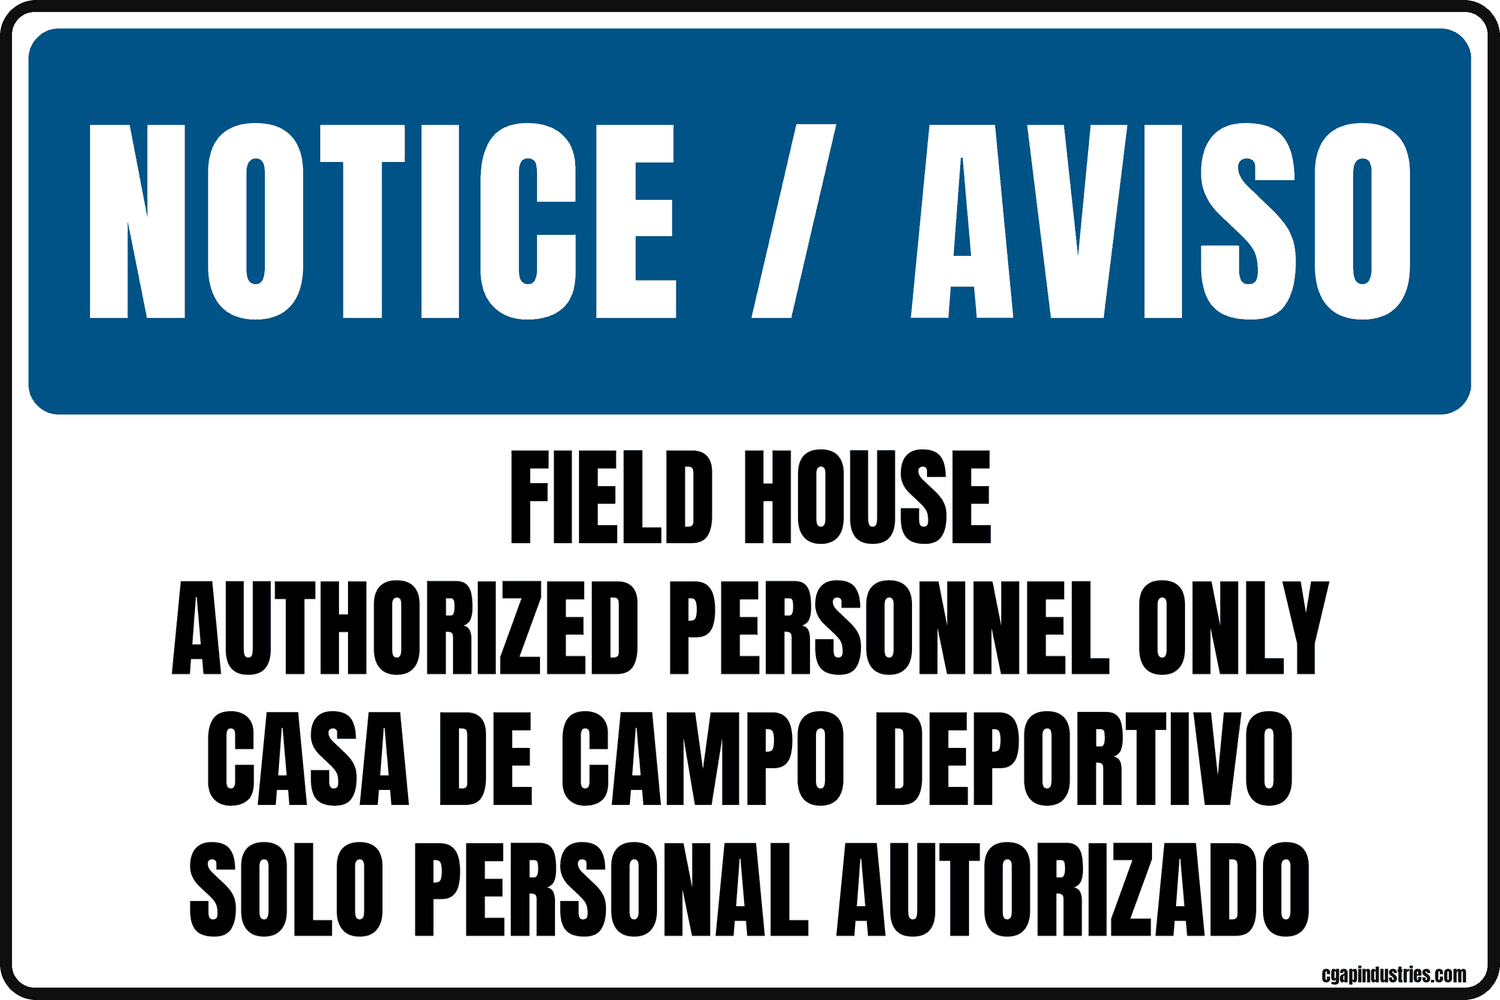 NOTICE / AVISO
FIELD HOUSE
AUTHORIZED PERSONNEL ONLY
CASA DE CAMPO DEPORTIVO
SOLO PERSONAL AUTORIZADO
cgapindustries.com